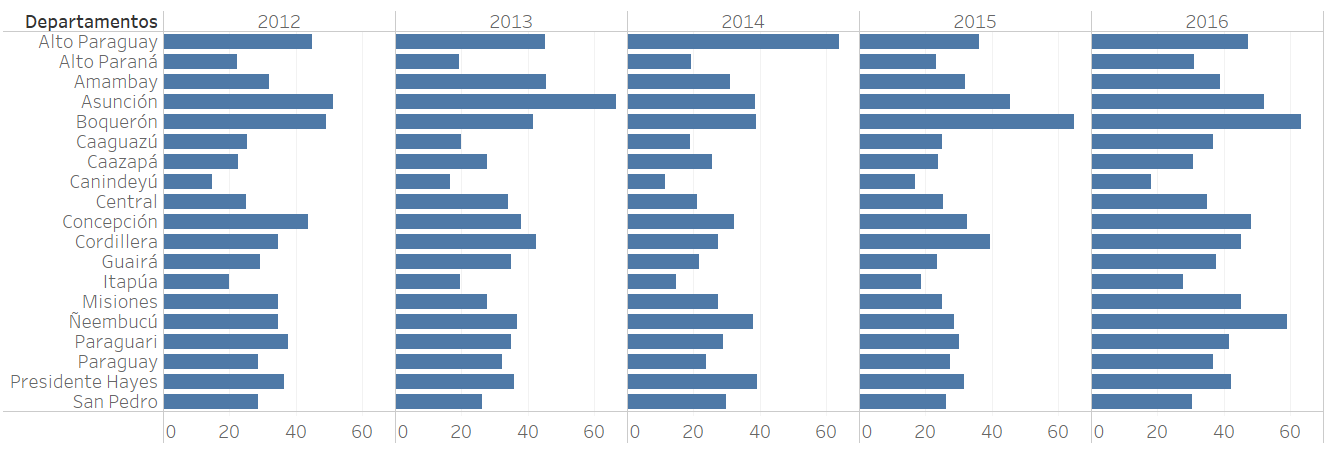 Departamentos 2012 2013 2014 2015 2016
Alto Paraguay
Alto Paraná
Amambay
Asunción
Boquerón
Caaguazú
Caazapá
Canindeyú
Central
Concepción
Cordillera
Guairá
Itapúa
Misiones
Ñeembucú
Paraguari
Paraguay
Presidente Hayes
San Pedro
0 20 40 60 0 20 40 60 0 20 40 60 0 20 40 60 0 20 40 60